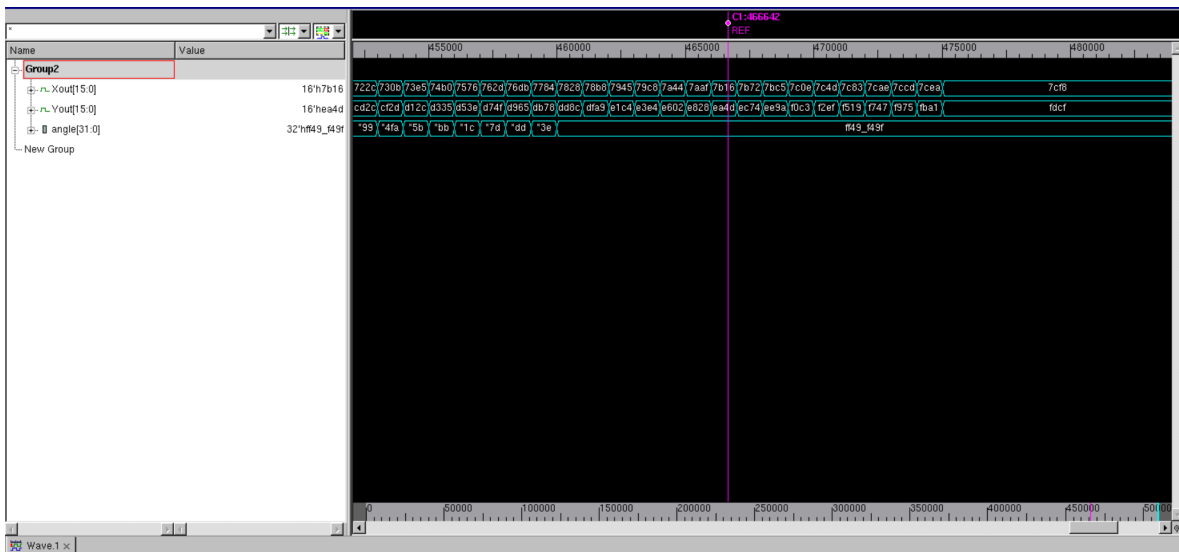 C1:466642
REF
*
Name Value 455000 460000 465000 470000 475000 480000
Group2
Xout[15:0] 16'h7b16 722c 730b 73e5 74b0 7576 762d 76db 7784 7828 78b8 7945 79c8 7a44 7aaf 7b16 7b72 7bc5 7c0e 7c4d 7c83 7cae 7ccd 7cea 7cf8
Yout[15:0] 16'hea4d cd2c cf2d d12c d335 d53e d74f d965 db78 dd8c dfa9 e1c4 e3e4 e602 e828 ea4d ec74 ee9a f0c3 f2ef f519 f747 f975 fba1 fdcf
angle[31:0] 32'hff49_f49f *99 *4fa *5b *bb *1c *7d *dd *3e ff49_f49f
New Group
0 50000 100000 150000 200000 250000 300000 350000 400000 450000
Wave.1